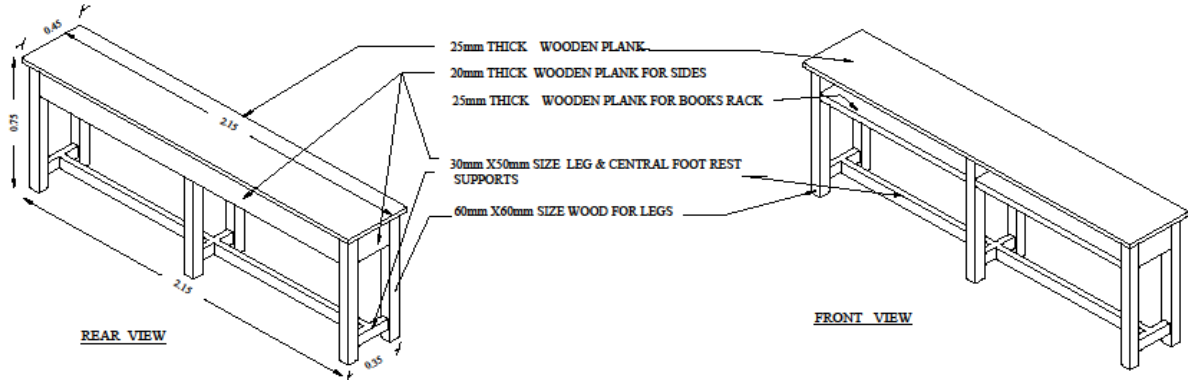 0.45
0.75
2.15
2.15
0.35
REAR VIEW
25mm THICK WOODEN PLANK
20mm THICK WOODEN PLANK FOR SIDES
25mm THICK WOODEN PLANK FOR BOOKS RACK
30mm X50mm SIZE LEG & CENTRAL FOOT REST
SUPPORTS
60mm X60mm SIZE WOOD FOR LEGS
FRONT VIEW